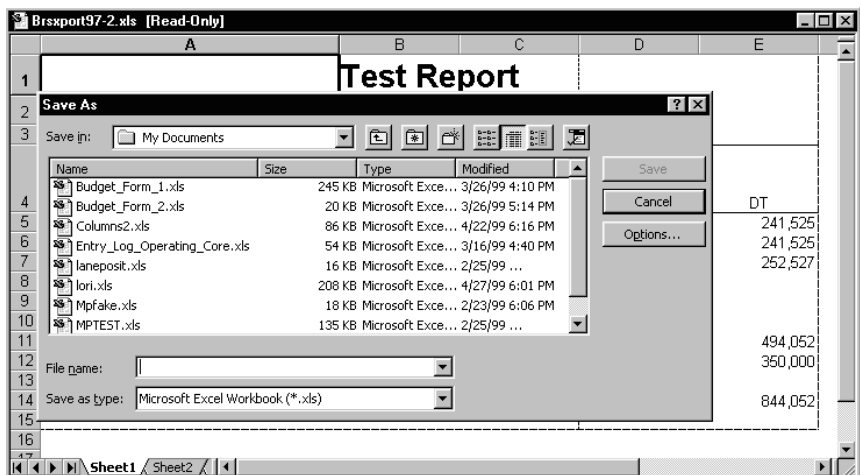 Brsxport97-2.xls [Read-Only]
A B C D E
1 Test Report
2
Save As
3 Save in: My Documents
Name Size Type Modified
Save
Budget_Form_1.xls 245 KB Microsoft Exce... 3/26/99 4:10 PM
4 Budget_Form_2.xls 20 KB Microsoft Exce... 3/26/99 5:14 PM Cancel DT
5 Columns2.xls 86 KB Microsoft Exce... 4/22/99 6:16 PM 241,525
6 Entry_Log_Operating_Core.xls 54 KB Microsoft Exce... 3/16/99 4:40 PM Options... 241,525
7 laneposit.xls 16 KB Microsoft Exce... 2/25/99 ... 252,527
8 lori.xls 208 KB Microsoft Exce... 4/27/99 6:01 PM
9 Mpfake.xls 18 KB Microsoft Exce... 2/23/99 6:06 PM
10 MPTEST.xls 135 KB Microsoft Exce... 2/25/99 ...
11 494,052
12 File name: 350,000
13
14 Save as type: Microsoft Excel Workbook (*.xls) 844,052
15
16
17
Sheet1 Sheet2